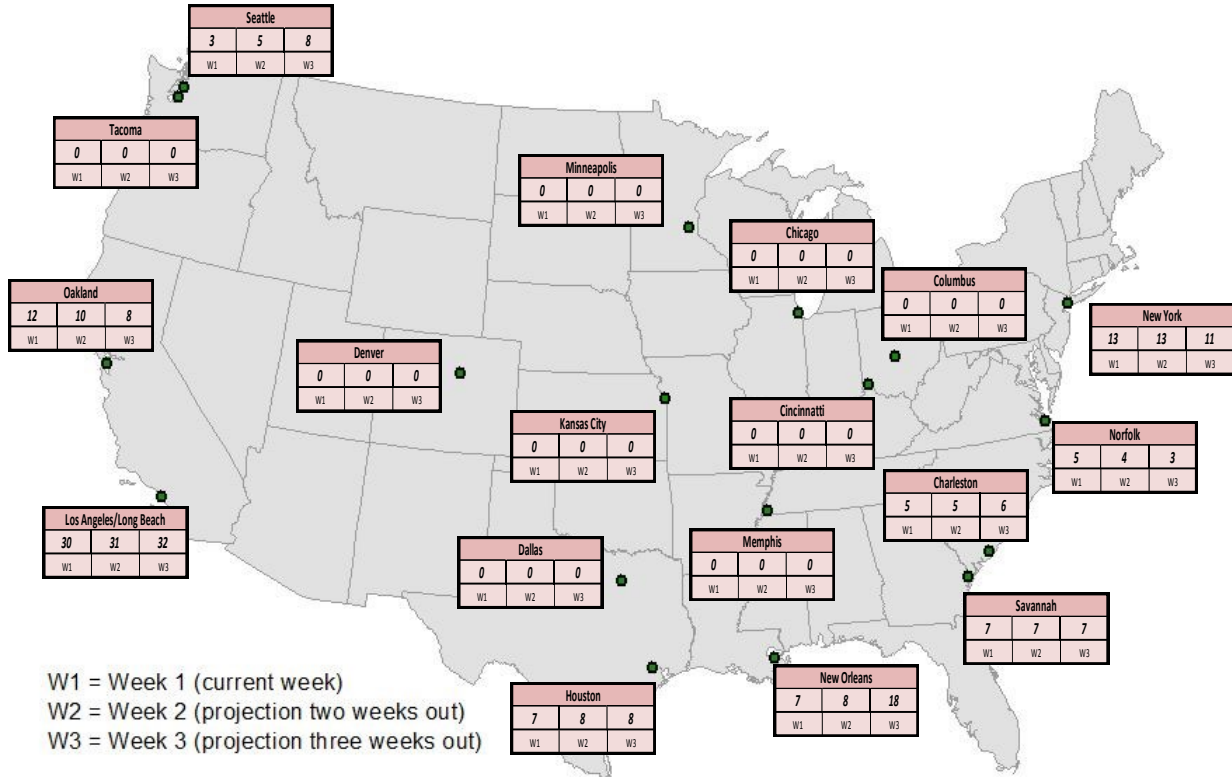 Seattle
3 5 8
W1 W2 W3
Tacoma
0 0 0
W1 W2 W3
Minneapolis
0 0 0
W1 W2 W3
Chicago
0 0 0
W1 W2 W3
Columbus
0 0 0
W1 W2 W3
Oakland
12 10 8
W1 W2 W3
New York
13 13 11
W1 W2 W3
Denver
0 0 0
W1 W2 W3
Kansas City
0 0 0
W1 W2 W3
Cincinnatti
0 0 0
W1 W2 W3
Norfolk
5 4 3
W1 W2 W3
Charleston
5 5 6
W1 W2 W3
Los Angeles/Long Beach
30 31 32
W1 W2 W3
Dallas
0 0 0
W1 W2 W3
Memphis
0 0 0
W1 W2 W3
Savannah
7 7 7
W1 W2 W3
New Orleans
7 8 18
W1 W2 W3
Houston
7 8 8
W1 W2 W3
W1 = Week 1 (current week)
W2 = Week 2 (projection two weeks out)
W3 = Week 3 (projection three weeks out)